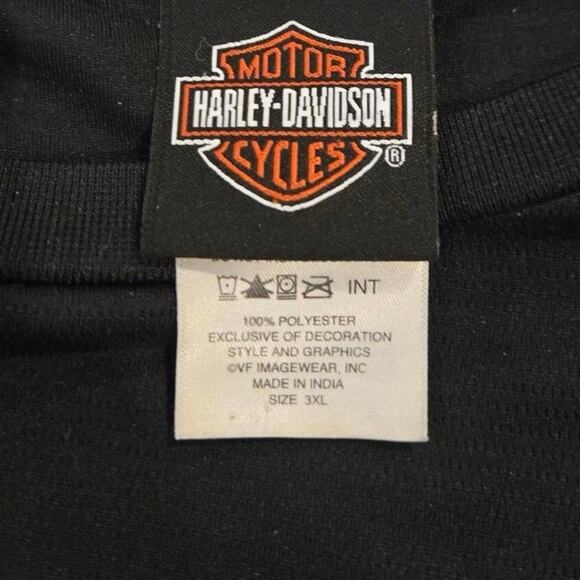 MOTOR
HARLEY-DAVIDSON
CYCLES
®
INT
100% POLYESTER
EXCLUSIVE OF DECORATION
STYLE AND GRAPHICS
©VF IMAGEWEAR, INC
MADE IN INDIA
SIZE 3XL